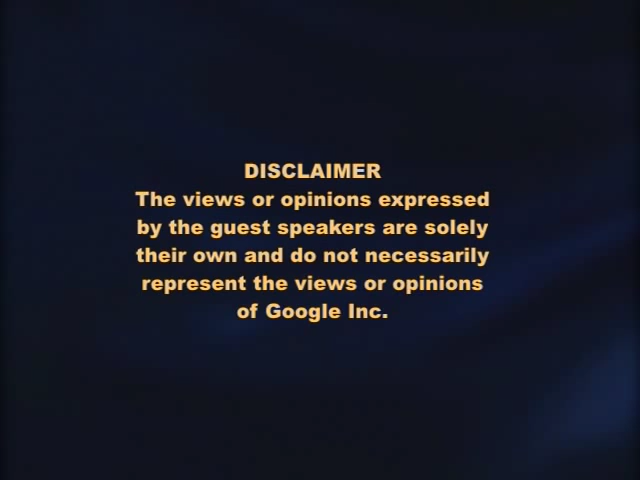 DISCLAIMER
The views or opinions expressed
by the guest speakers are solely
their own and do not necessarily
represent the views or opinions
of Google Inc.